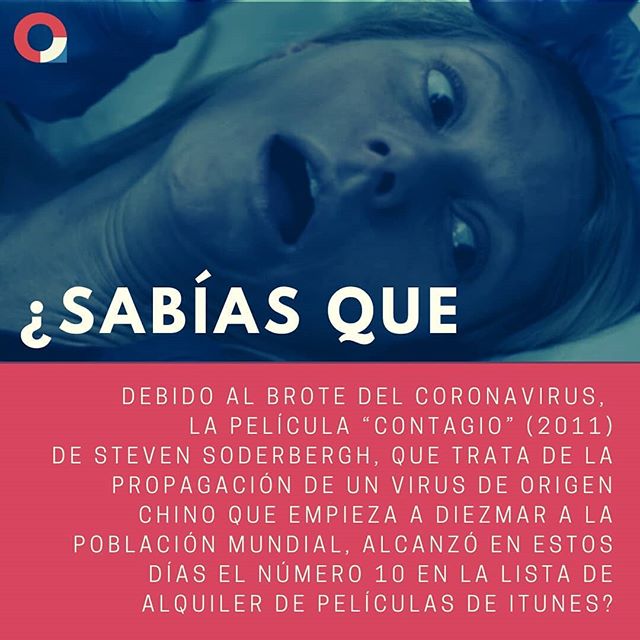 ¿SABÍAS QUE
DEBIDO AL BROTE DEL CORONAVIRUS,
LA PELÍCULA “CONTAGIO” (2011)
DE STEVEN SODERBERGH, QUE TRATA DE LA
PROPAGACIÓN DE UN VIRUS DE ORIGEN
CHINO QUE EMPIEZA A DIEZMAR A LA
POBLACIÓN MUNDIAL, ALCANZÓ EN ESTOS
DÍAS EL NÚMERO 10 EN LA LISTA DE
ALQUILER DE PELÍCULAS DE ITUNES?